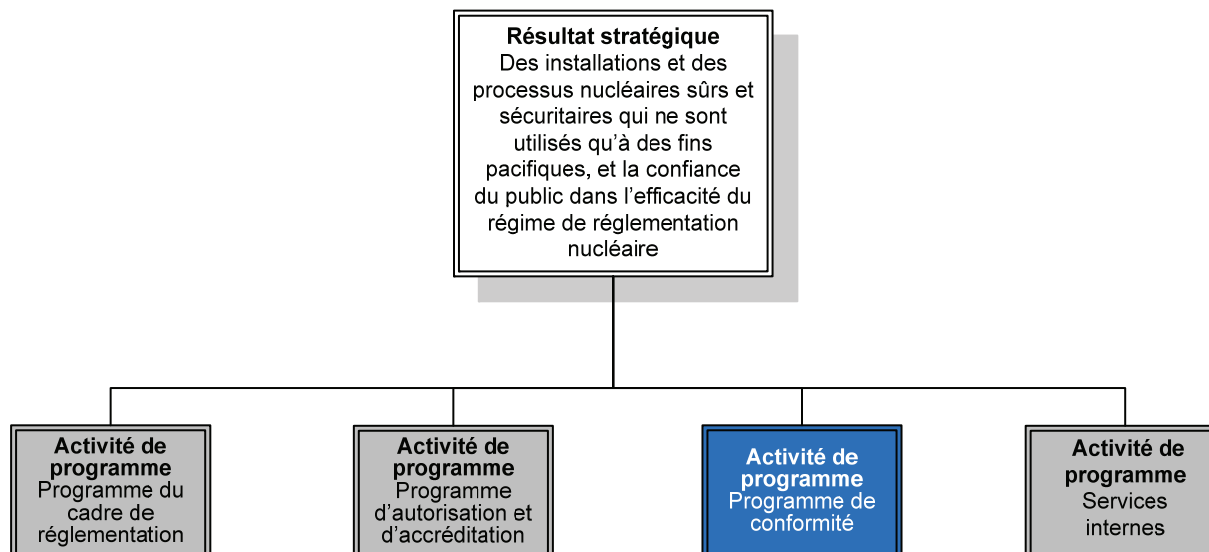 Résultat stratégique
Des installations et des
processus nucléaires sûrs et
sécuritaires qui ne sont
utilisés qu’à des fins
pacifiques, et la confiance
du public dans l’efficacité du
régime de réglementation
nucléaire
Activité de
programme
Programme du
cadre de
réglementation
Activité de
programme
Programme
d’autorisation et
d’accréditation
Activité de
programme
Programme de
conformité
Activité de
programme
Services
internes